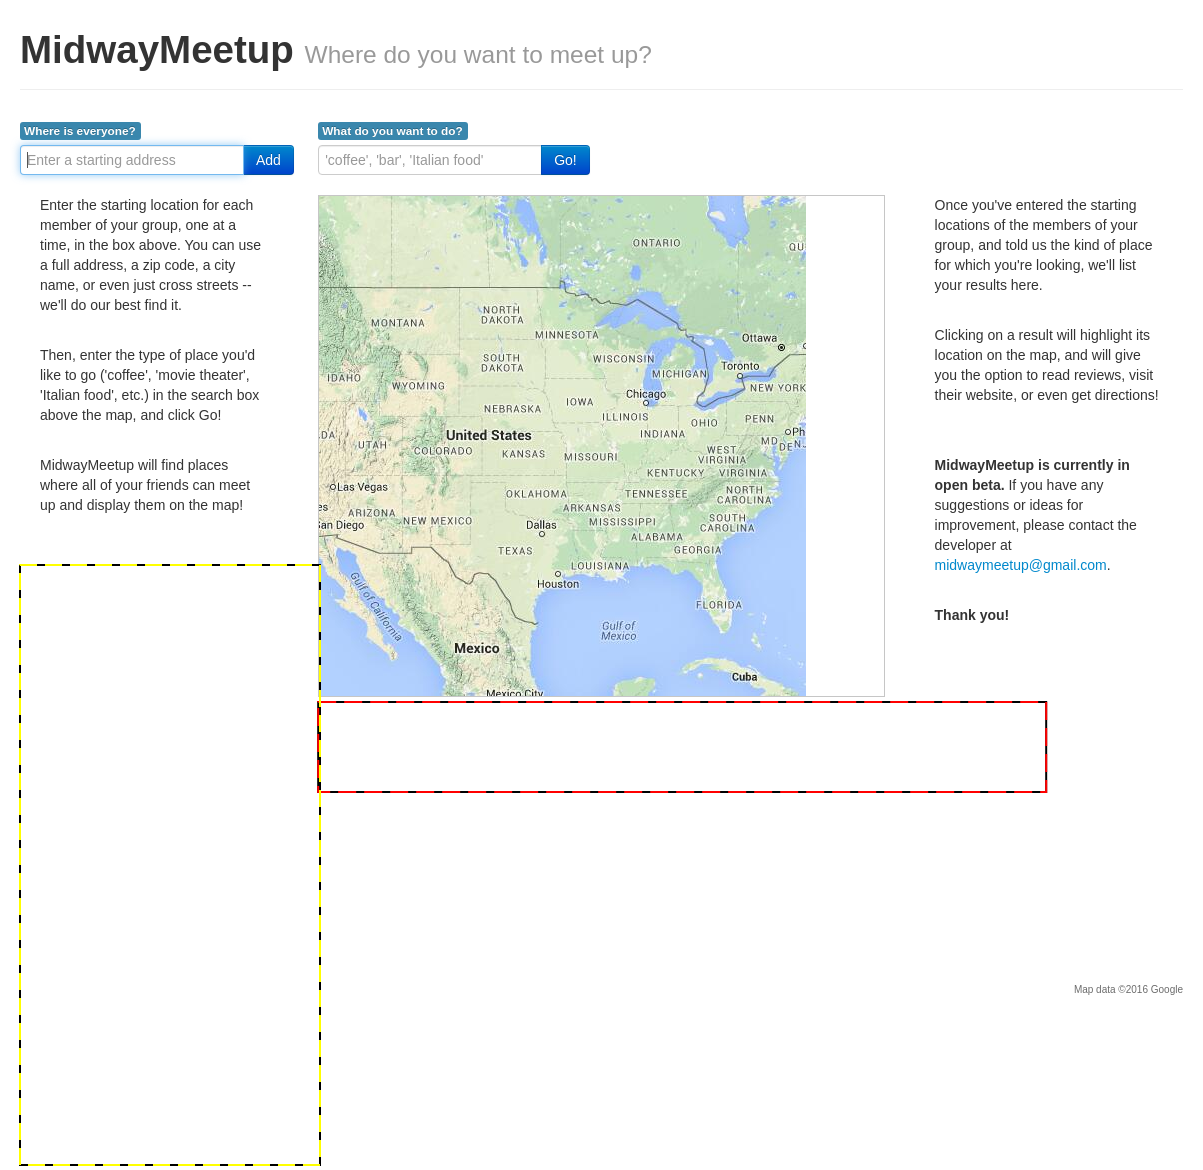 MidwayMeetup Where do you want to meet up?
Where is everyone?
What do you want to do?
Enter a starting address
Add
'coffee', 'bar', 'Italian food'
Go!
Enter the starting location for each
member of your group, one at a
time, in the box above. You can use
a full address, a zip code, a city
name, or even just cross streets --
we'll do our best find it.
Then, enter the type of place you'd
like to go ('coffee', 'movie theater',
'Italian food', etc.) in the search box
above the map, and click Go!
MidwayMeetup will find places
where all of your friends can meet
up and display them on the map!
ONTARIO
QU
NORTH
DAKOTA
MONTANA
MINNESOTA
Ottawa
SOUTH
DAKOTA
WISCONSIN
MICHIGAN
Toronto
IDAHO
WYOMING
NEW YORK
Chicago
IOWA
NEBRASKA
ILLINOIS
OHIO
PENN
INDIANA
Ph
United States
DA
UTAH
COLORADO
KANSAS
MISSOURI
WEST
VIRGINIA
MD
DE
N
KENTUCKY
VIRGINIA
Las Vegas
OKLAHOMA
TENNESSEE
NORTH
CAROLINA
es
ARIZONA
ARKANSAS
San Diego
NEW MEXICO
Dallas
MISSISSIPPI
SOUTH
CAROLINA
ALABAMA
TEXAS
GEORGIA
LOUISIANA
Houston
Gulf of California
FLORIDA
Gulf of
Mexico
Mexico
Cuba
Mexico City
Once you've entered the starting
locations of the members of your
group, and told us the kind of place
for which you're looking, we'll list
your results here.
Clicking on a result will highlight its
location on the map, and will give
you the option to read reviews, visit
their website, or even get directions!
MidwayMeetup is currently in
open beta. If you have any
suggestions or ideas for
improvement, please contact the
developer at
midwaymeetup@gmail.com.
Thank you!
Map data ©2016 Google